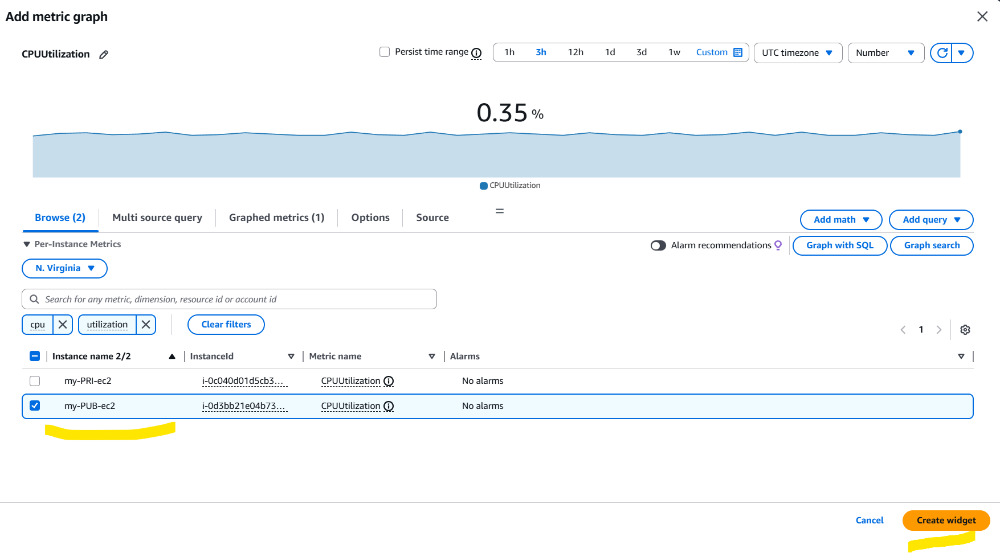 Add metric graph
CPUUtilization
Persist time range
1h 3h 12h 1d 3d 1w Custom
UTC timezone
Number
0.35 %
CPUUtilization
Browse (2) Multi source query Graphed metrics (1) Options Source
Add math Add query
Per-Instance Metrics
Alarm recommendations
Graph with SQL Graph search
N. Virginia
Search for any metric, dimension, resource id or account id
cpu utilization Clear filters
1
Instance name 2/2 InstanceId Metric name Alarms
my-PRI-ec2 i-0c040d01d5cb3... CPUUtilization No alarms
my-PUB-ec2 i-0d3bb21e04b73... CPUUtilization No alarms
Cancel Create widget